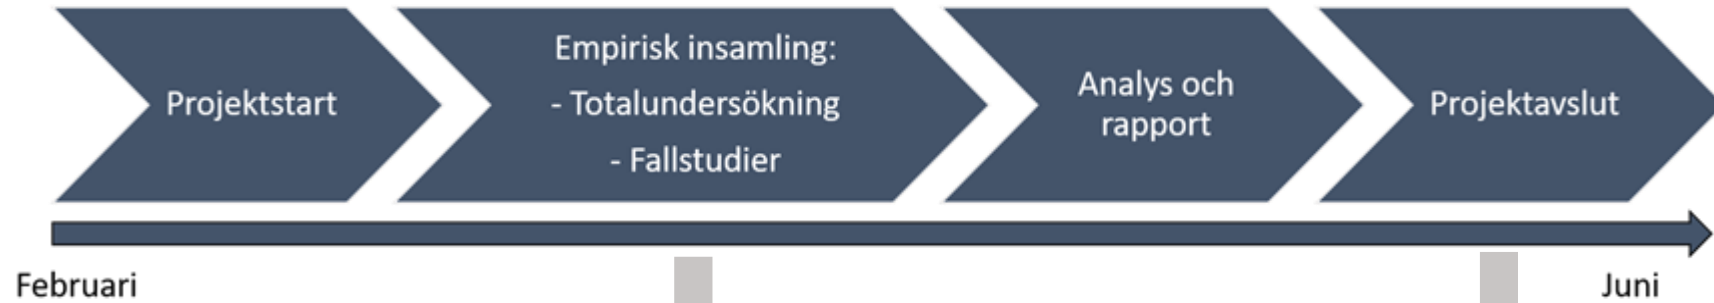 Projektstart
Empirisk insamling:
- Totalundersökning
- Fallstudier
Analys och
rapport
Projektavslut
Februari
Juni